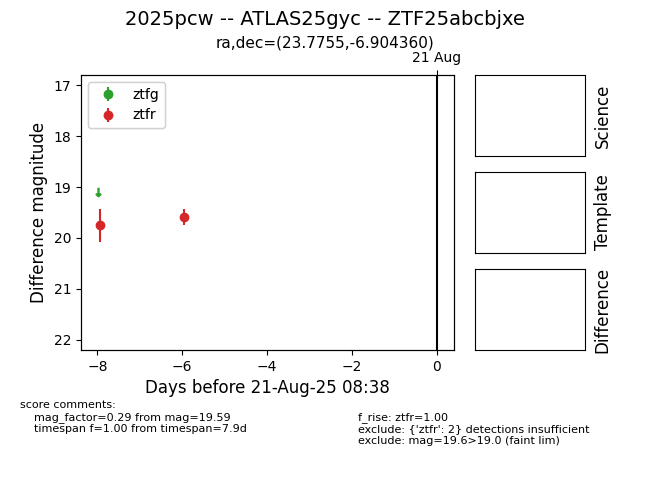 2025pcw -- ATLAS25gyc -- ZTF25abcbjxe
ra,dec=(23.7755,-6.904360)
21 Aug
ztfg
ztfr
17
18
19
20
21
22
Difference magnitude
−8
−6
−4
−2
0
Days before 21-Aug-25 08:38
Science
Template
Difference
score comments:
mag_factor=0.29 from mag=19.59
timespan f=1.00 from timespan=7.9d
f_rise: ztfr=1.00
exclude: {'ztfr': 2} detections insufficient
exclude: mag=19.6>19.0 (faint lim)